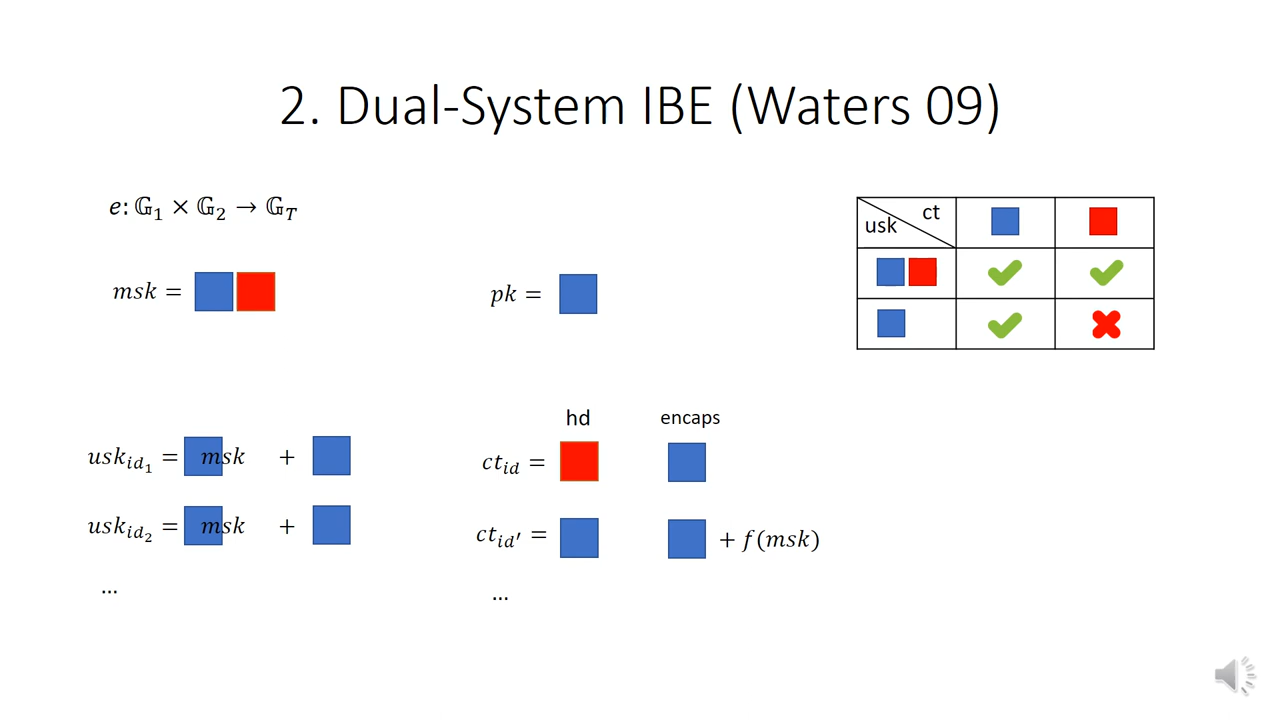 2. Dual-System IBE (Waters 09)
e: 𝔾₁ × 𝔾₂ → 𝔾_T
msk =
pk =
usk ct
hd encaps
usk_{id₁} = msk +
ct_{id} =
usk_{id₂} = msk +
ct_{id′} = + f(msk)
...
...